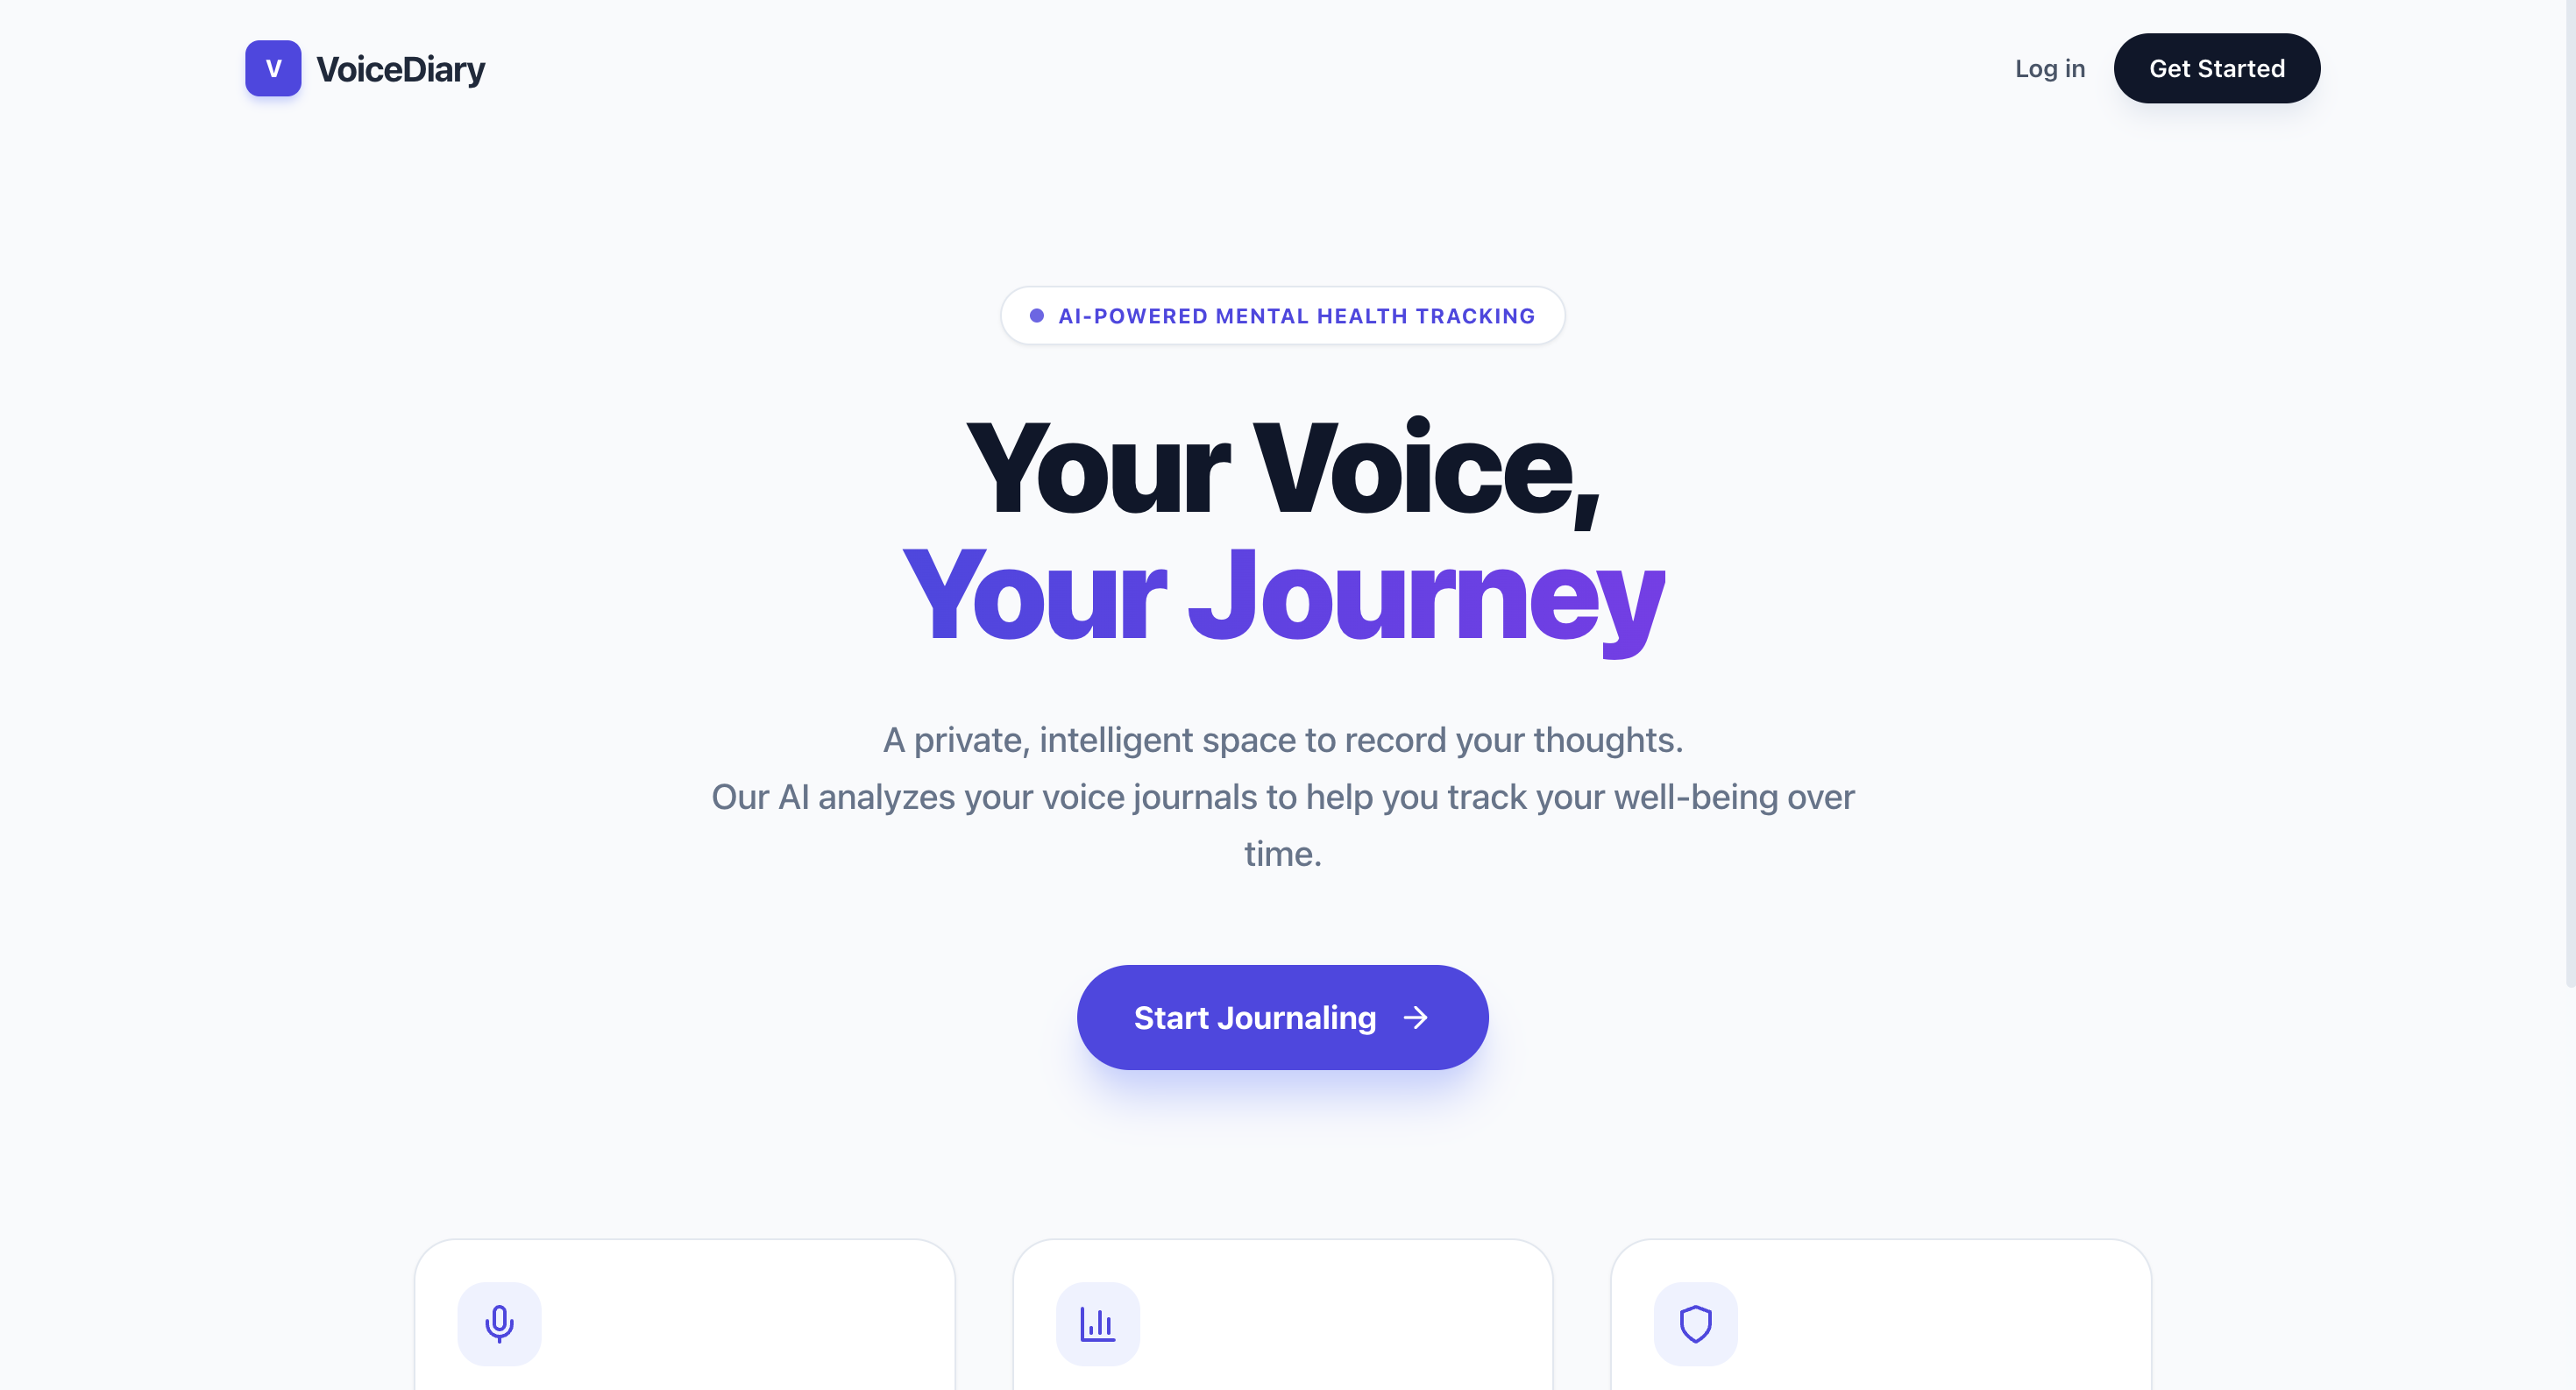 V VoiceDiary
Log in
Get Started
AI-POWERED MENTAL HEALTH TRACKING
Your Voice,
Your Journey
A private, intelligent space to record your thoughts.
Our AI analyzes your voice journals to help you track your well-being over
time.
Start Journaling